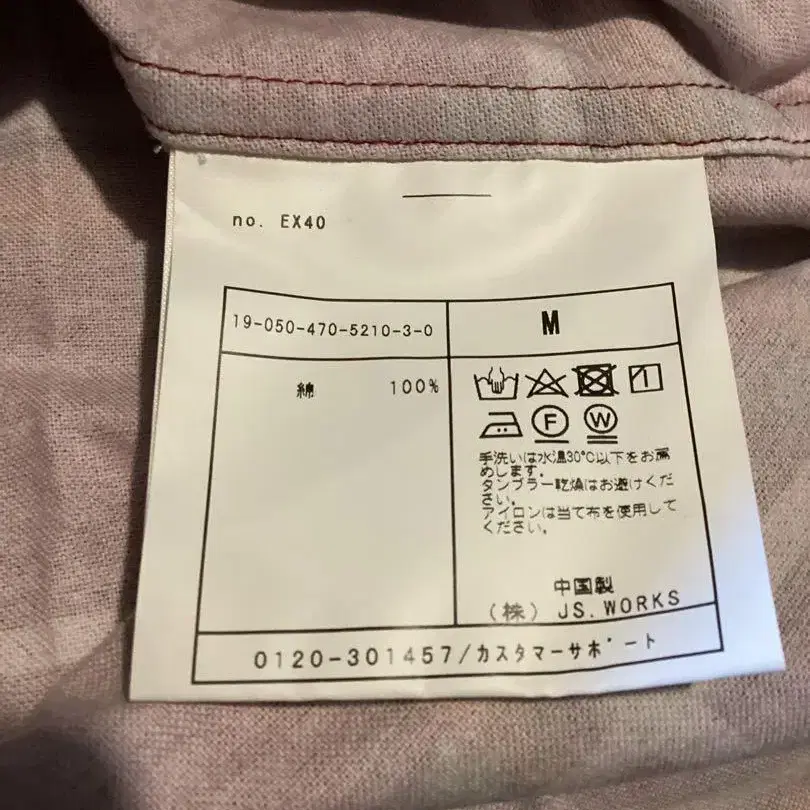 no. EX40
19-050-470-5210-3-0
M
綿 100%
F
W
手洗いは水温30℃以下をお薦
めします。
タンブラー乾燥はお避けくだ
さい。
アイロンは当て布を使用して
ください。
中国製
(株) JS.WORKS
0120-301457/カスタマーサポート